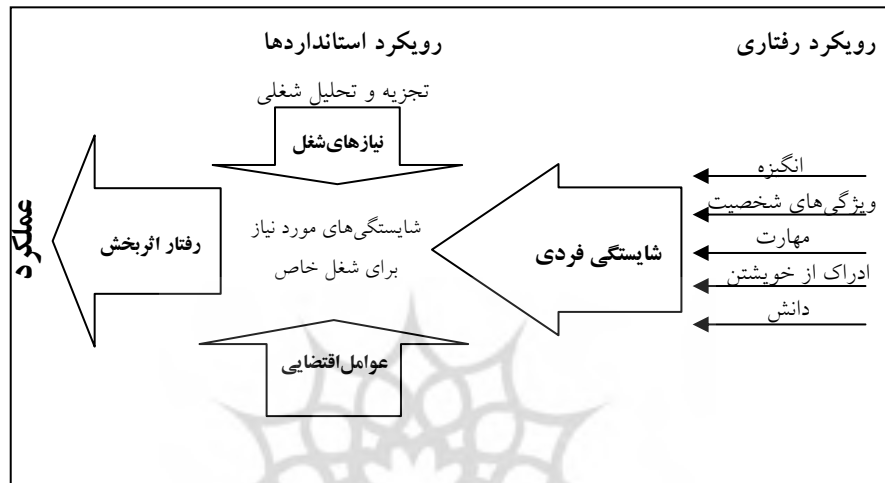 رویکرد رفتاری
رویکرد استانداردها
تجزیه و تحلیل شغلی
نیازهای‌شغل
انگیزه
ویژگی‌های شخصیت
مهارت
ادراک از خویشتن
دانش
شایستگی فردی
شایستگی‌های مورد نیاز
برای شغل خاص
عوامل‌اقتضایی
رفتار اثربخش
عملکرد